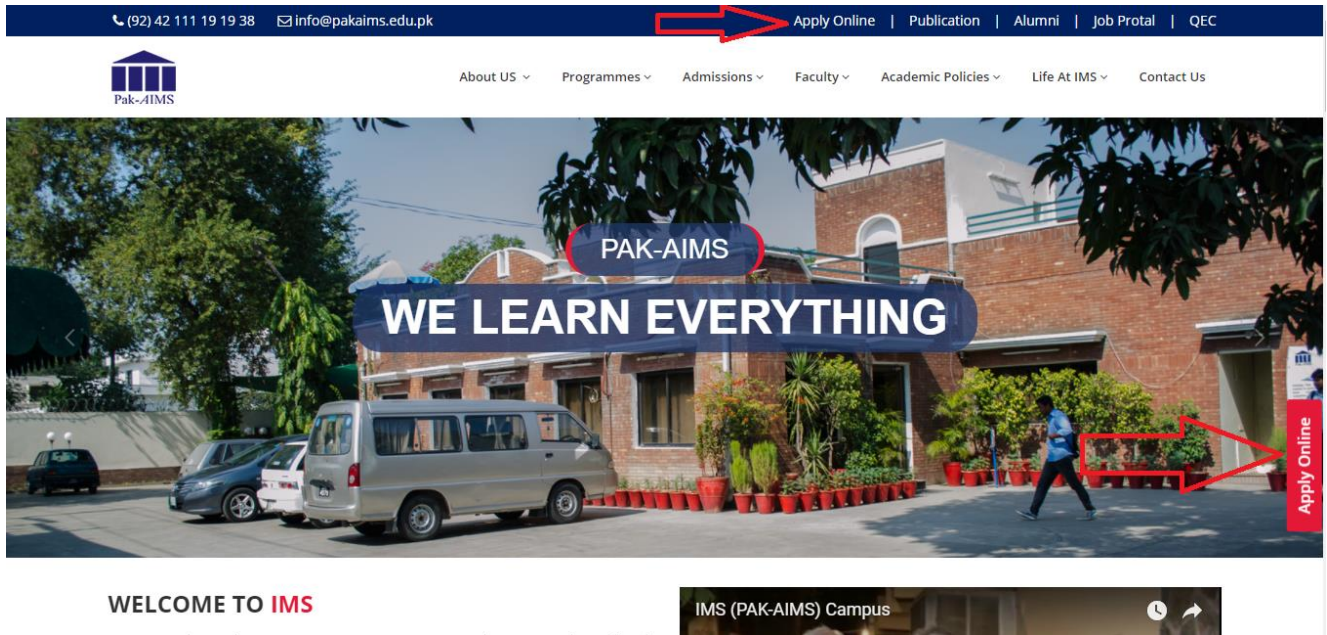 (92) 42 111 19 19 38 info@pakaims.edu.pk Apply Online | Publication | Alumni | Job Protal | QEC
Pak-AIMS
About US Programmes Admissions Faculty Academic Policies Life At IMS Contact Us
PAK-AIMS
WE LEARN EVERYTHING
Apply Online
WELCOME TO IMS
IMS (PAK-AIMS) Campus